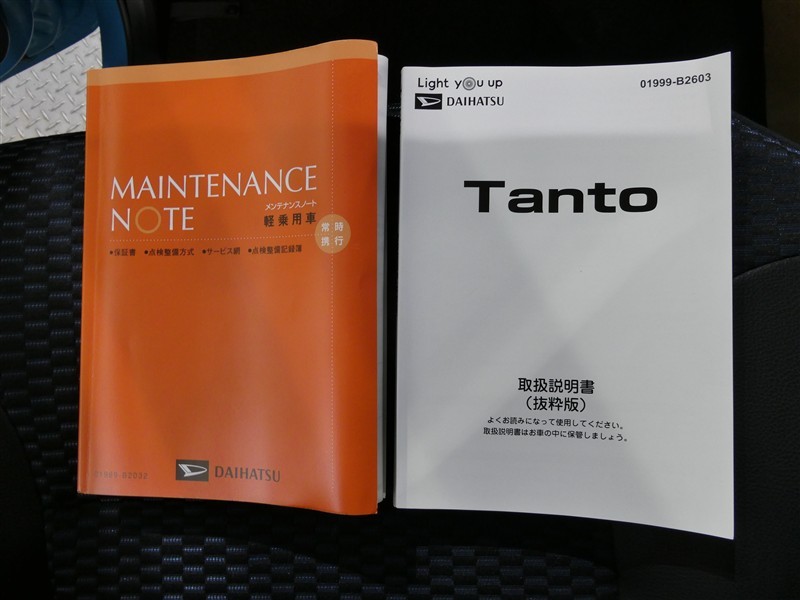 MAINTENANCE
NOTE
メンテナンスノート
軽乗用車
常時
携行
•保証書 •点検整備方式 •サービス網 •点検整備記録簿
01999-B2032
DAIHATSU
Light you up
DAIHATSU
01999-B2603
Tanto
取扱説明書
(抜粋版)
よくお読みになって使用してください。
取扱説明書はお車の中に保管しましょう。